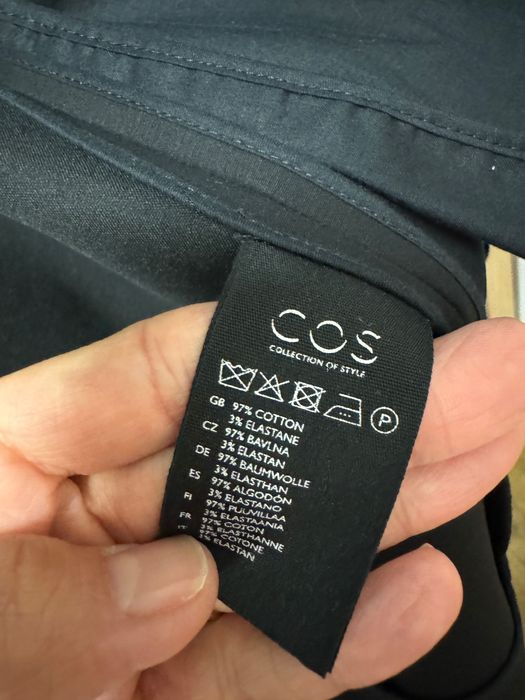 COS
COLLECTION OF STYLE
P
GB 97% COTTON
3% ELASTANE
CZ 97% BAVLNA
3% ELASTAN
DE 97% BAUMWOLLE
3% ELASTHAN
ES 97% ALGODÓN
3% ELASTANO
FI 97% PUUVILLAA
3% ELASTAANIA
FR 97% COTON
3% ELASTHANNE
IT 97% COTONE
3% ELASTAN